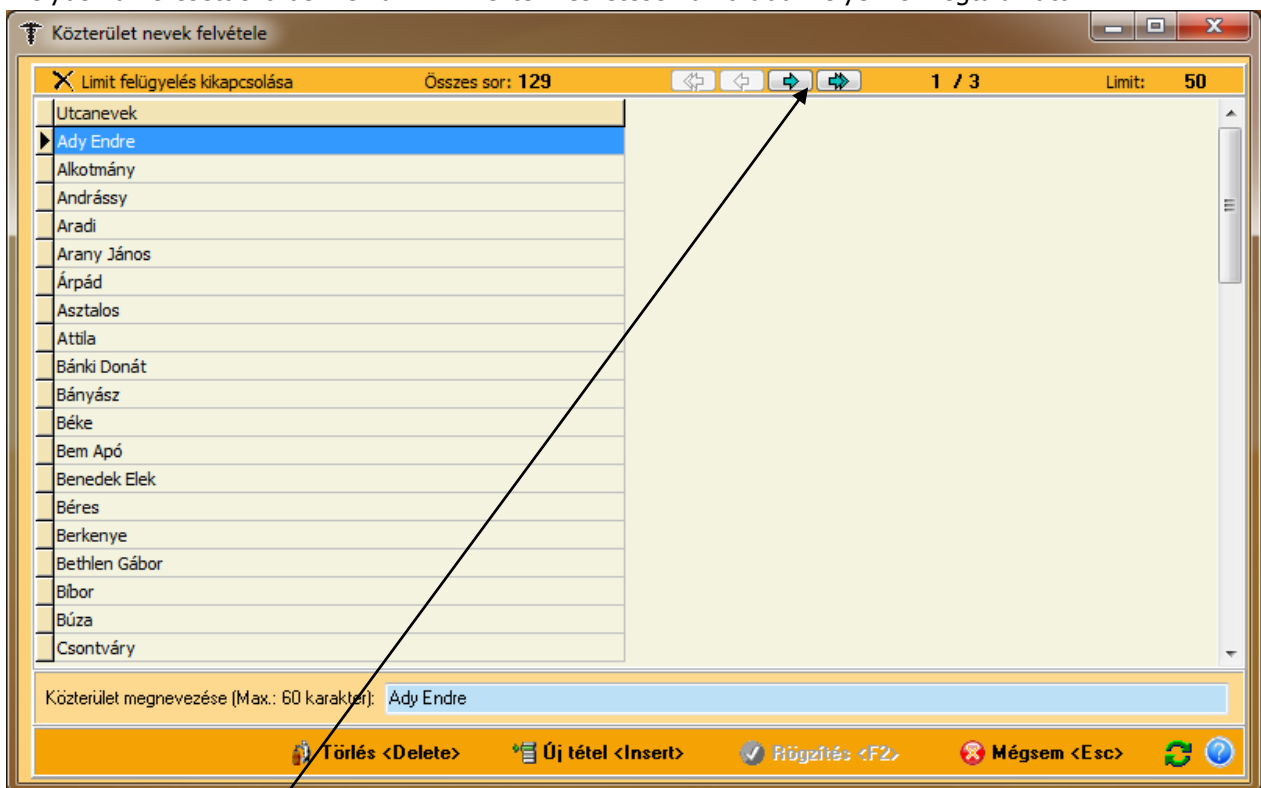 Közterület nevek felvétele
Limit felügyelés kikapcsolása Összes sor: 129 1 / 3 Limit: 50
Utcanevek
Ady Endre
Alkotmány
Andrássy
Aradi
Arany János
Árpád
Asztalos
Attila
Bánki Donát
Bányász
Béke
Bem Apó
Benedek Elek
Béres
Berkenye
Bethlen Gábor
Bíbor
Búza
Csontváry
Közterület megnevezése (Max.: 60 karakter): Ady Endre
Törlés <Delete> Új tétel <Insert> Rögzítés <F2> Mégsem <Esc>